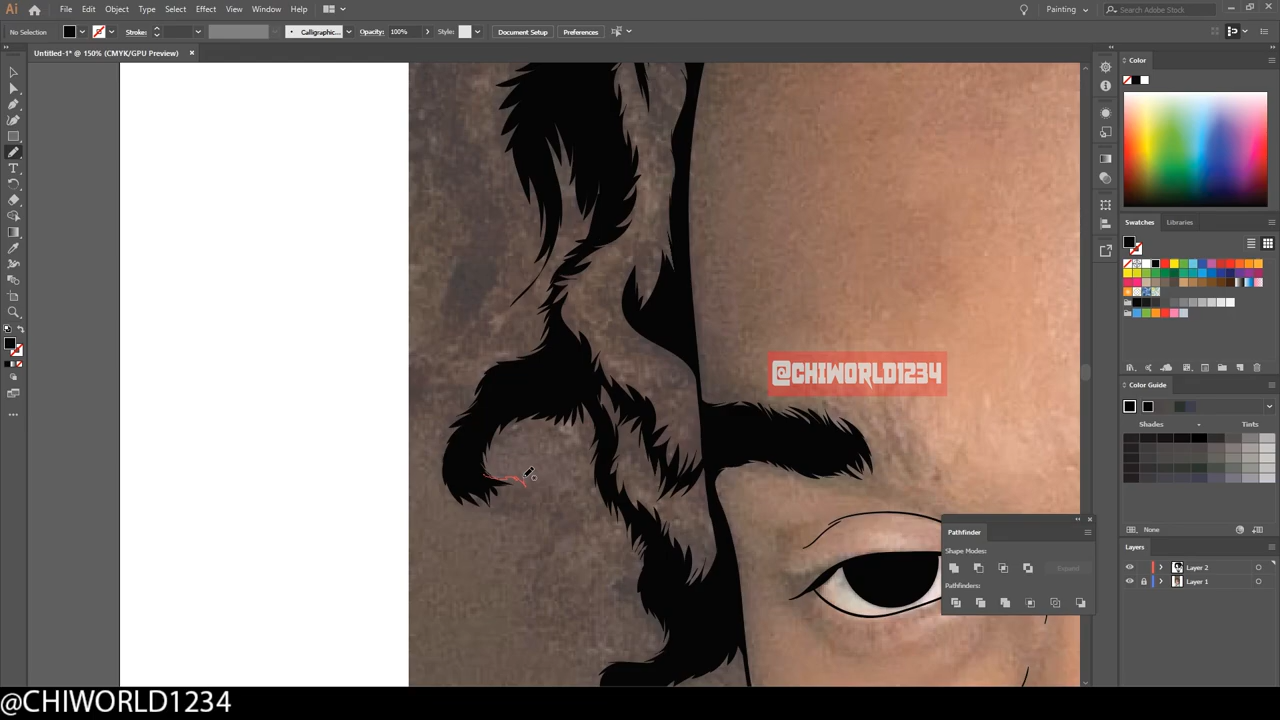 Ai File Edit Object Type Select Effect View Window Help Painting Search Adobe Stock
No Selection Stroke: Calligraphic... Opacity: 100% Style: Document Setup Preferences
Untitled-1* @ 150% (CMYK/GPU Preview)
Color
Swatches Libraries
@CHIWORLD1234
Color Guide
Shades Tints
None
Pathfinder
Shape Modes:
Expand
Pathfinders:
Layers
Layer 2
Layer 1
@CHIWORLD1234